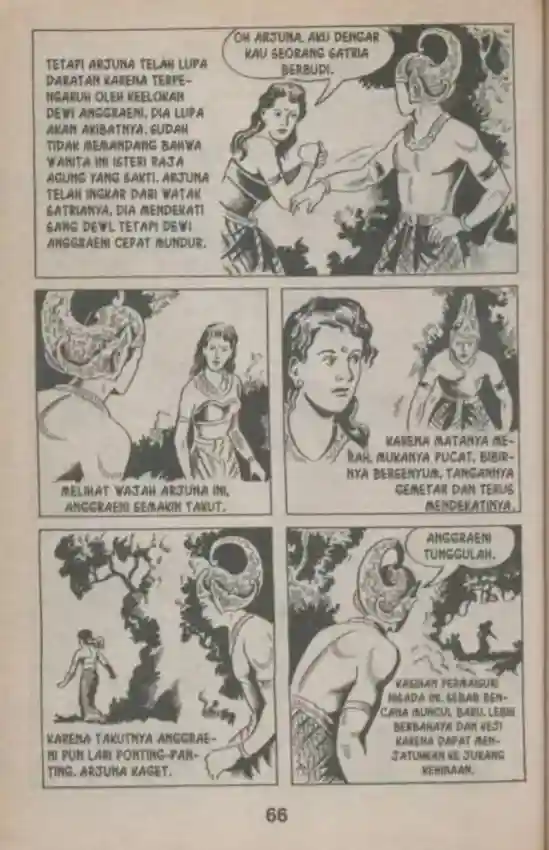 TETAPI ARJUNA TELAH LUPA
DARATAN KARENA TERPE-
NGARUH OLEH KEELOKAN
DEWI ANGGRAENI. DIA LUPA
AKAN AKIBATNYA. SUDAH
TIDAK MEMANDANG BAHWA
WANITA INI ISTERI RAJA
AGUNG YANG SAKTI. ARJUNA
TELAH INGKAR DARI WATAK
SATRIANYA. DIA MENDEKATI
SANG DEWI. TETAPI DEWI
ANGGRAENI CEPAT MUNDUR.
OH ARJUNA. AKU DENGAR
KAU SEORANG SATRIA
BERBUDI.
MELIHAT WAJAH ARJUNA INI,
ANGGRAENI SEMAKIN TAKUT.
KARENA MATANYA ME-
RAH, MUKANYA PUCAT, BIBIR-
NYA BERSENYUM, TANGANNYA
GEMETAR DAN TERUS
MENDEKATINYA.
KARENA TAKUTNYA ANGGRAE-
NI PUN LARI PONTING-PAN-
TING. ARJUNA KAGET.
ANGGRAENI
TUNGGULAH.
KASIHAN PERMAISURI
INI. SEBAB BEN-
CANA MUNCUL BARU. LEBIH
BERBAHAYA DAN KEJI
KARENA DAPAT MEN-
JATUHKAN KE JURANG
KEHINAAN.
66